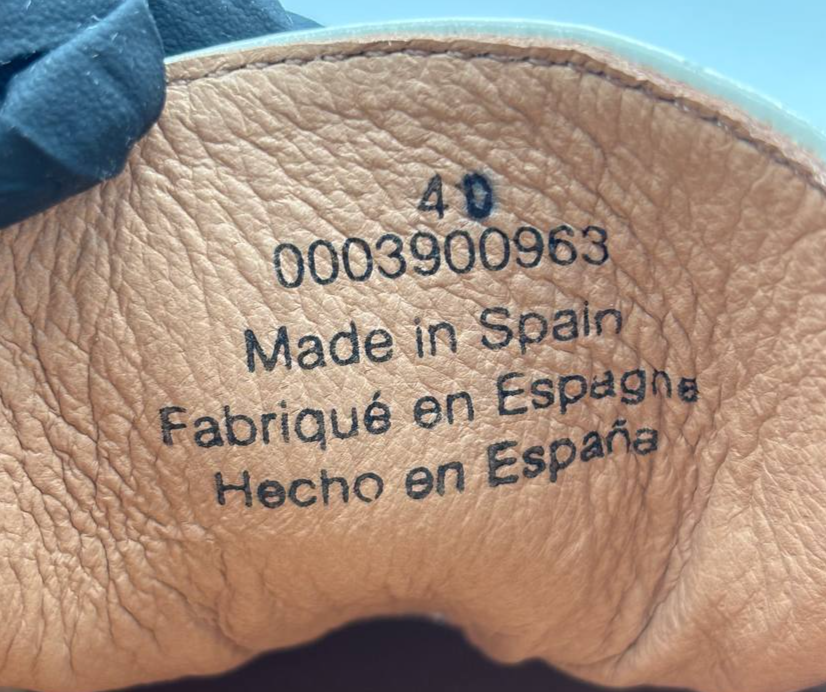 40
0003900963
Made in Spain
Fabriqué en Espagne
Hecho en España